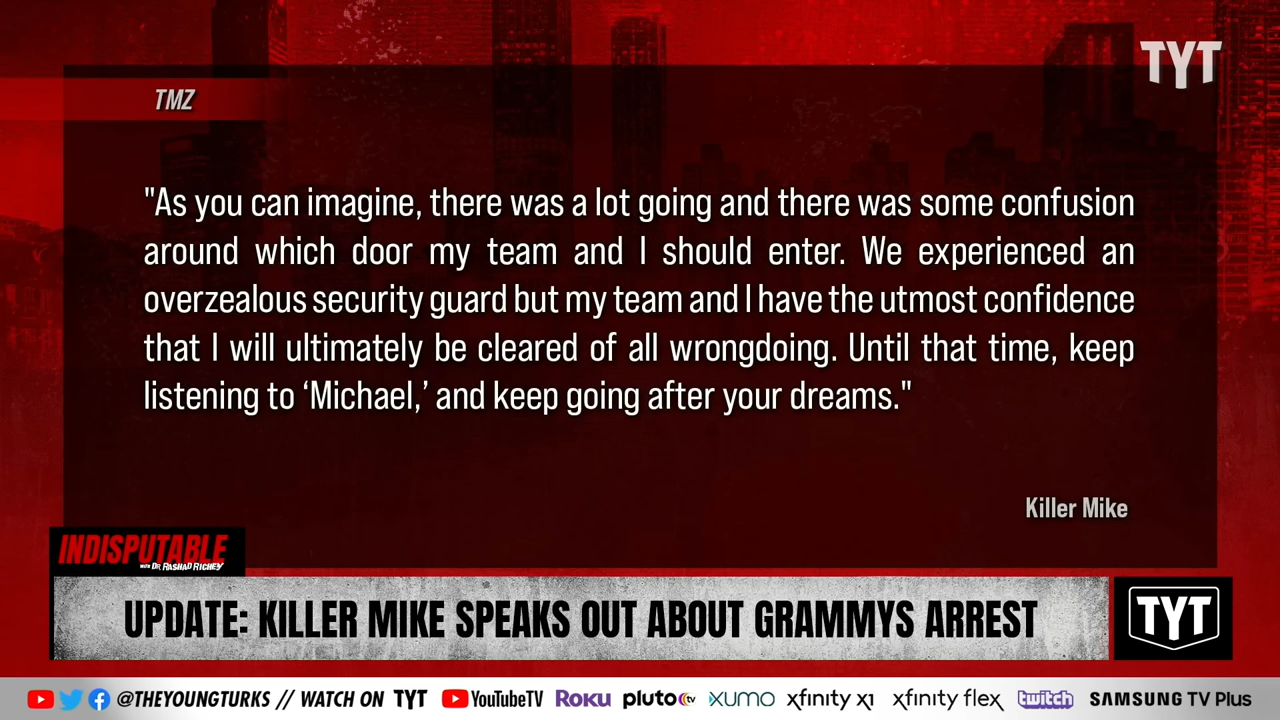 TYT
TMZ
"As you can imagine, there was a lot going and there was some confusion
around which door my team and I should enter. We experienced an
overzealous security guard but my team and I have the utmost confidence
that I will ultimately be cleared of all wrongdoing. Until that time, keep
listening to ‘Michael,’ and keep going after your dreams."
Killer Mike
INDISPUTABLE
WITH DR. RASHAD RICHEY
UPDATE: KILLER MIKE SPEAKS OUT ABOUT GRAMMYS ARREST
TYT
@THEYOUNGTURKS // WATCH ON TYT YouTubeTV ROKU pluto tv XUMO xfinity x1 xfinity flex twitch SAMSUNG TV Plus